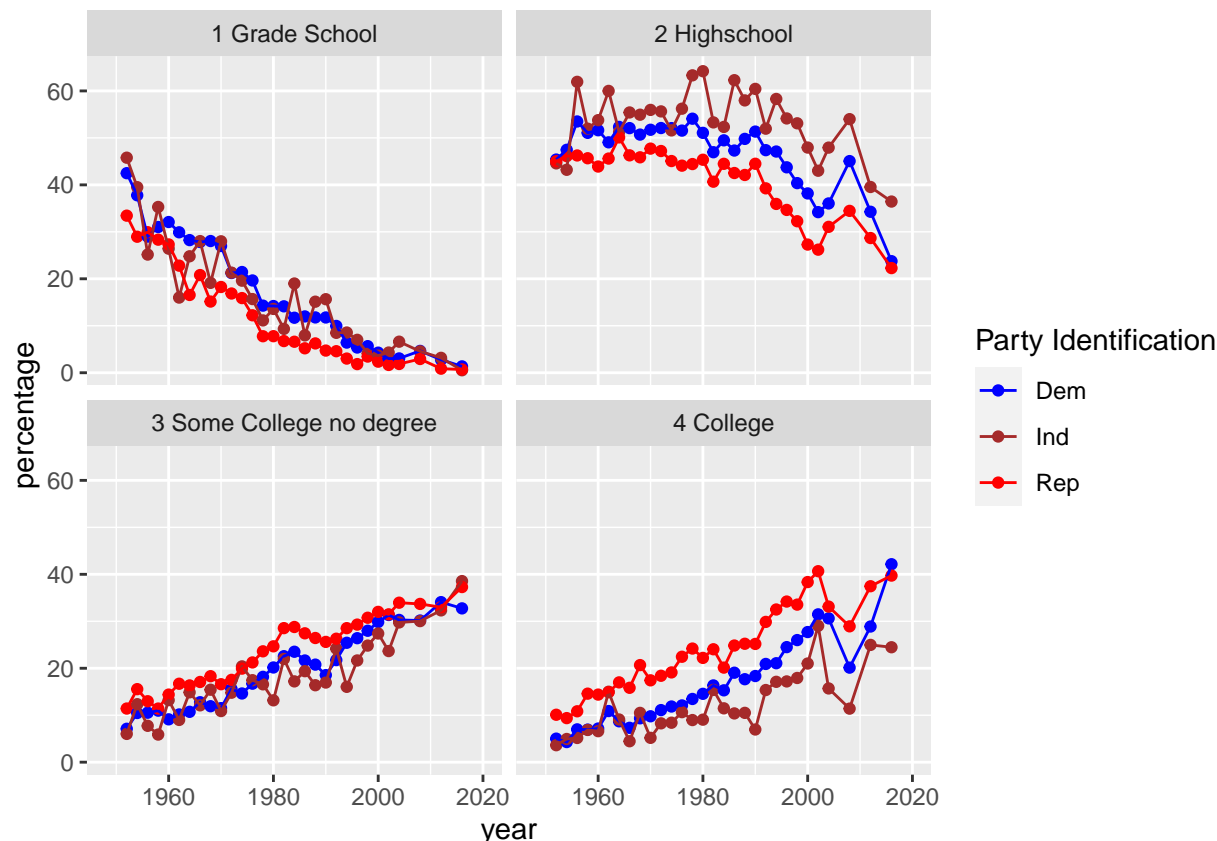 1 Grade School
2 Highschool
60
40
20
0
3 Some College no degree
4 College
60
40
20
0
1960
1980
2000
2020
1960
1980
2000
2020
percentage
year
Party Identification
Dem
Ind
Rep